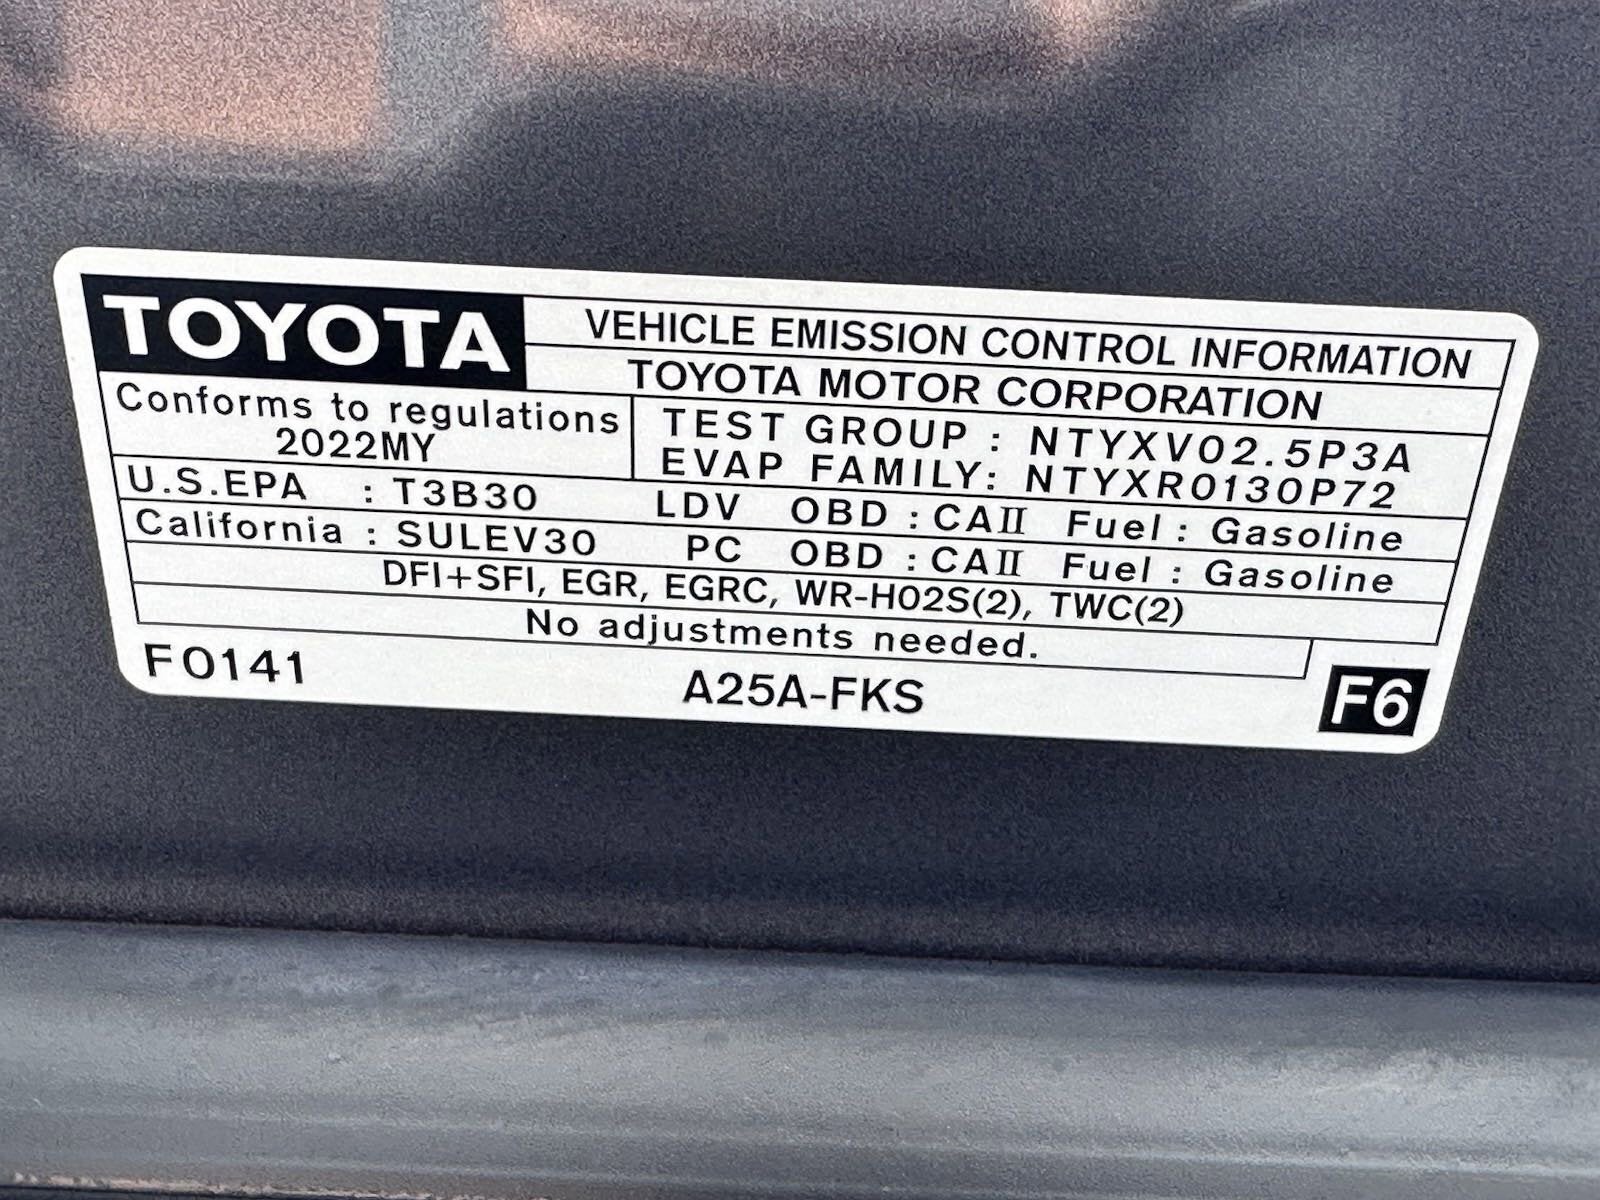 TOYOTA
VEHICLE EMISSION CONTROL INFORMATION
TOYOTA MOTOR CORPORATION
Conforms to regulations
2022MY
TEST GROUP : NTYXV02.5P3A
EVAP FAMILY: NTYXR0130P72
U.S.EPA : T3B30 LDV OBD : CAII Fuel : Gasoline
California : SULEV30 PC OBD : CAII Fuel : Gasoline
DFI+SFI, EGR, EGRC, WR-HO2S(2), TWC(2)
No adjustments needed.
F0141
A25A-FKS
F6